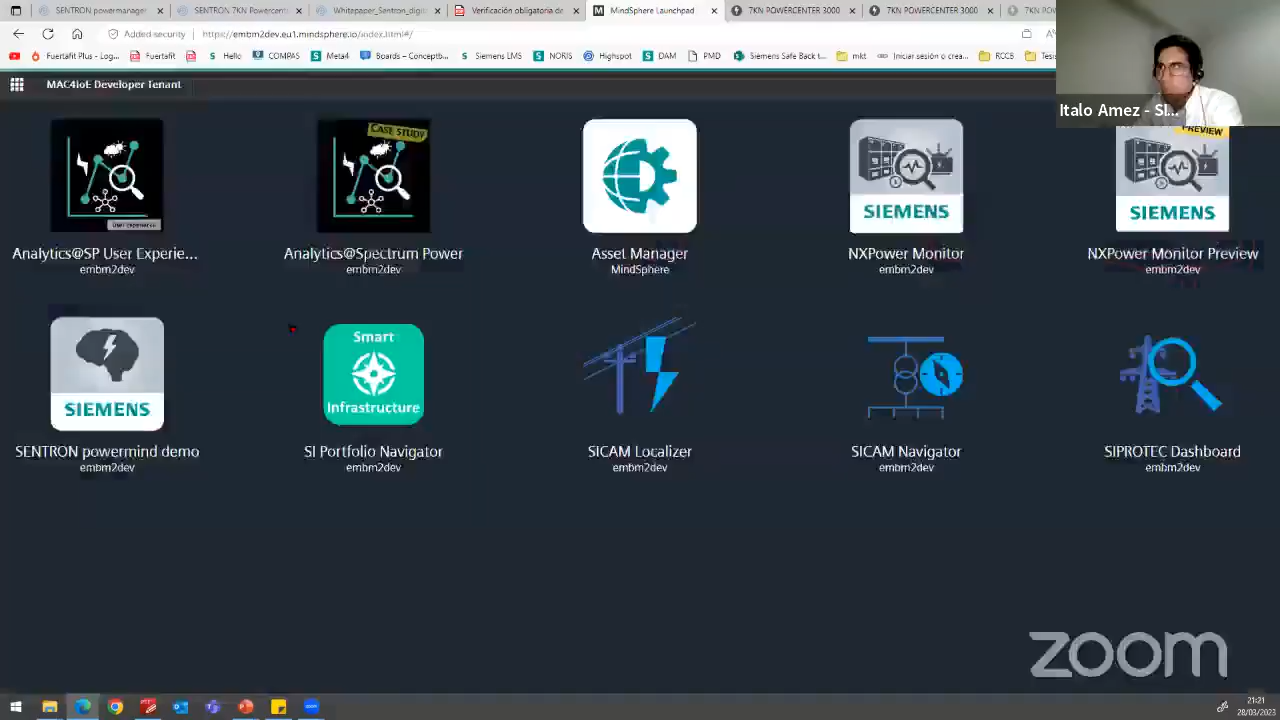 SENTRON powermanag
SENTRON 7KN Powercent
Whitepaper_Sentron_digit
Verificación obligatoria de
MindSphere Launchpad
7KN POWERCENTER 3000
7KN POWERCENTER 3000
7KN POWERCENTE
Added security
https://embm2dev.eu1.mindsphere.io/index.html#/
Fuertafit Plus - Log...
Fuertafit
Hello
COMPAS
Meta4
Boards – Conceptb...
Siemens LMS
NORIS
Highspot
DAM
PMD
Siemens Safe Back t...
mkt
Iniciar sesión o crea...
RCCB
MAC4IoE Developer Tenant
Italo Amez - SI...
CASE STUDY
SIEMENS
PREVIEW
SIEMENS
Analytics@SP User Experie...
embm2dev
Analytics@Spectrum Power
embm2dev
Asset Manager
MindSphere
NXPower Monitor
embm2dev
NXPower Monitor Preview
embm2dev
SIEMENS
Smart
Infrastructure
SENTRON powermind demo
embm2dev
SI Portfolio Navigator
embm2dev
SICAM Localizer
embm2dev
SICAM Navigator
embm2dev
SIPROTEC Dashboard
embm2dev
zoom
21:21
28/03/2023